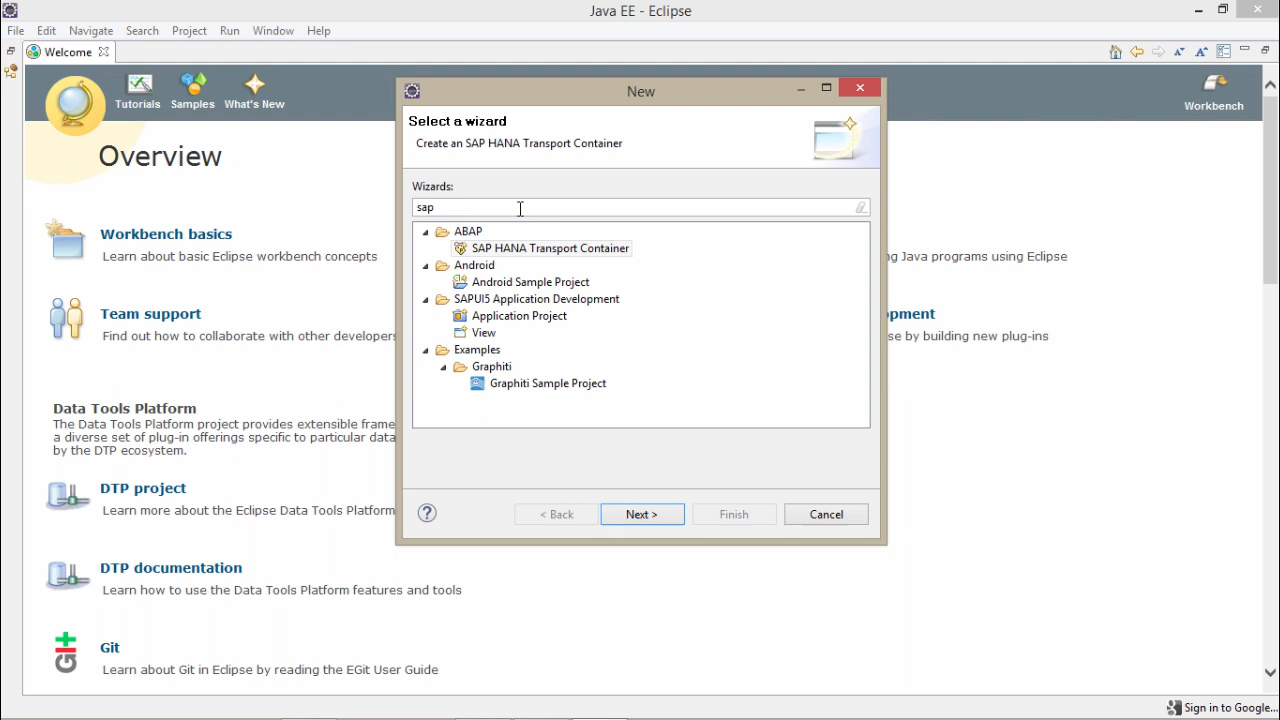 Java EE - Eclipse
File Edit Navigate Search Project Run Window Help
Welcome
Tutorials Samples What's New
Workbench
Overview
Workbench basics
Learn about basic Eclipse workbench concepts
Team support
Find out how to collaborate with other developers
Data Tools Platform
The Data Tools Platform project provides extensible frame
a diverse set of plug-in offerings specific to particular data
by the DTP ecosystem.
DTP project
Learn more about the Eclipse Data Tools Platform
DTP documentation
Learn how to use the Data Tools Platform features and tools
Git
GIt
Learn about Git in Eclipse by reading the EGit User Guide
ng Java programs using Eclipse
opment
se by building new plug-ins
New
Select a wizard
Create an SAP HANA Transport Container
Wizards:
sap
ABAP
SAP HANA Transport Container
Android
Android Sample Project
SAPUI5 Application Development
Application Project
View
Examples
Graphiti
Graphiti Sample Project
< Back Next > Finish Cancel
Sign in to Google...